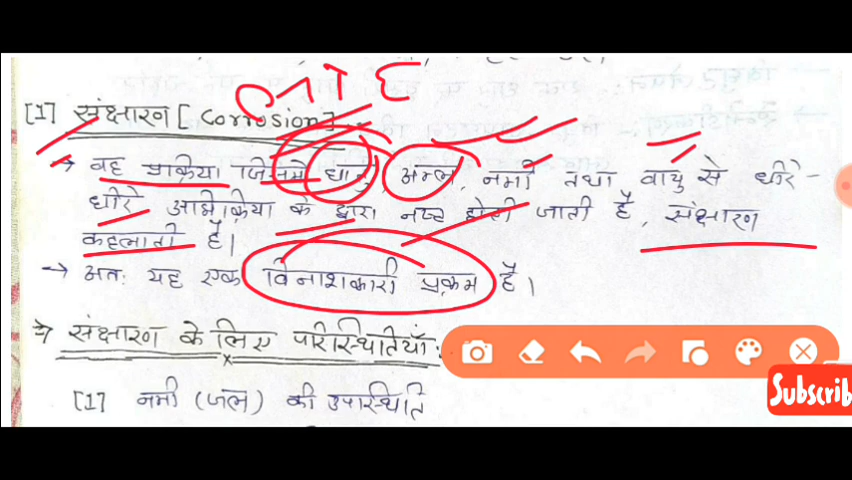 [1] संक्षारण [Corrosion]
→ वह प्रक्रिया जिसमें धातु, अम्ल, नमी तथा वायु से धीरे-
धीरे अभिक्रिया के द्वारा नष्ट होती जाती है, संक्षारण
कहलाती है।
→ अतः यह एक विनाशकारी प्रक्रम है।
⇒ संक्षारण के लिए परिस्थितियाँ:
[1] नमी (जल) की उपस्थिति
Subscrib